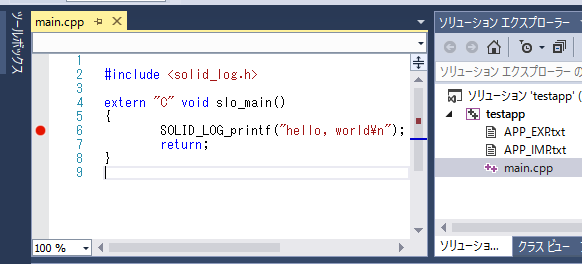 ツールボックス
main.cpp
1
2 #include <solid_log.h>
3
4 extern "C" void slo_main()
5 {
6 SOLID_LOG_printf("hello, world¥n");
7 return;
8 }
9
100 %
ソリューション エクスプローラー
ソリューション エクスプローラー の
ソリューション 'testapp' (
testapp
APP_EXP.txt
APP_IMP.txt
main.cpp
ソリューショ...
クラス ビュー